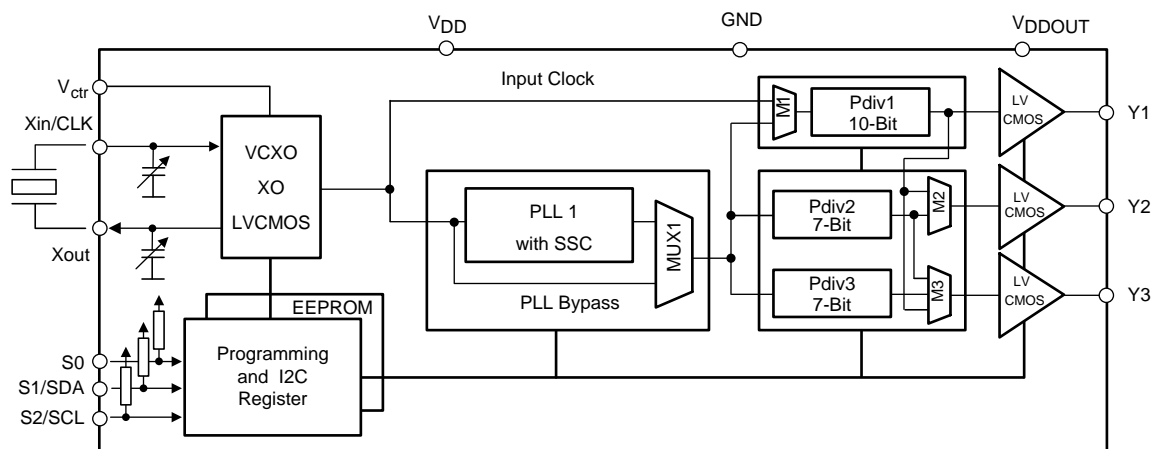 VDD
GND
VDDOUT
Vctr
Input Clock
Xin/CLK
VCXO
XO
LVCMOS
Xout
M1
Pdiv1
10-Bit
LV
CMOS
Y1
PLL 1
with SSC
MUX1
PLL Bypass
Pdiv2
7-Bit
M2
LV
CMOS
Y2
Pdiv3
7-Bit
M3
LV
CMOS
Y3
EEPROM
Programming
and I2C
Register
S0
S1/SDA
S2/SCL